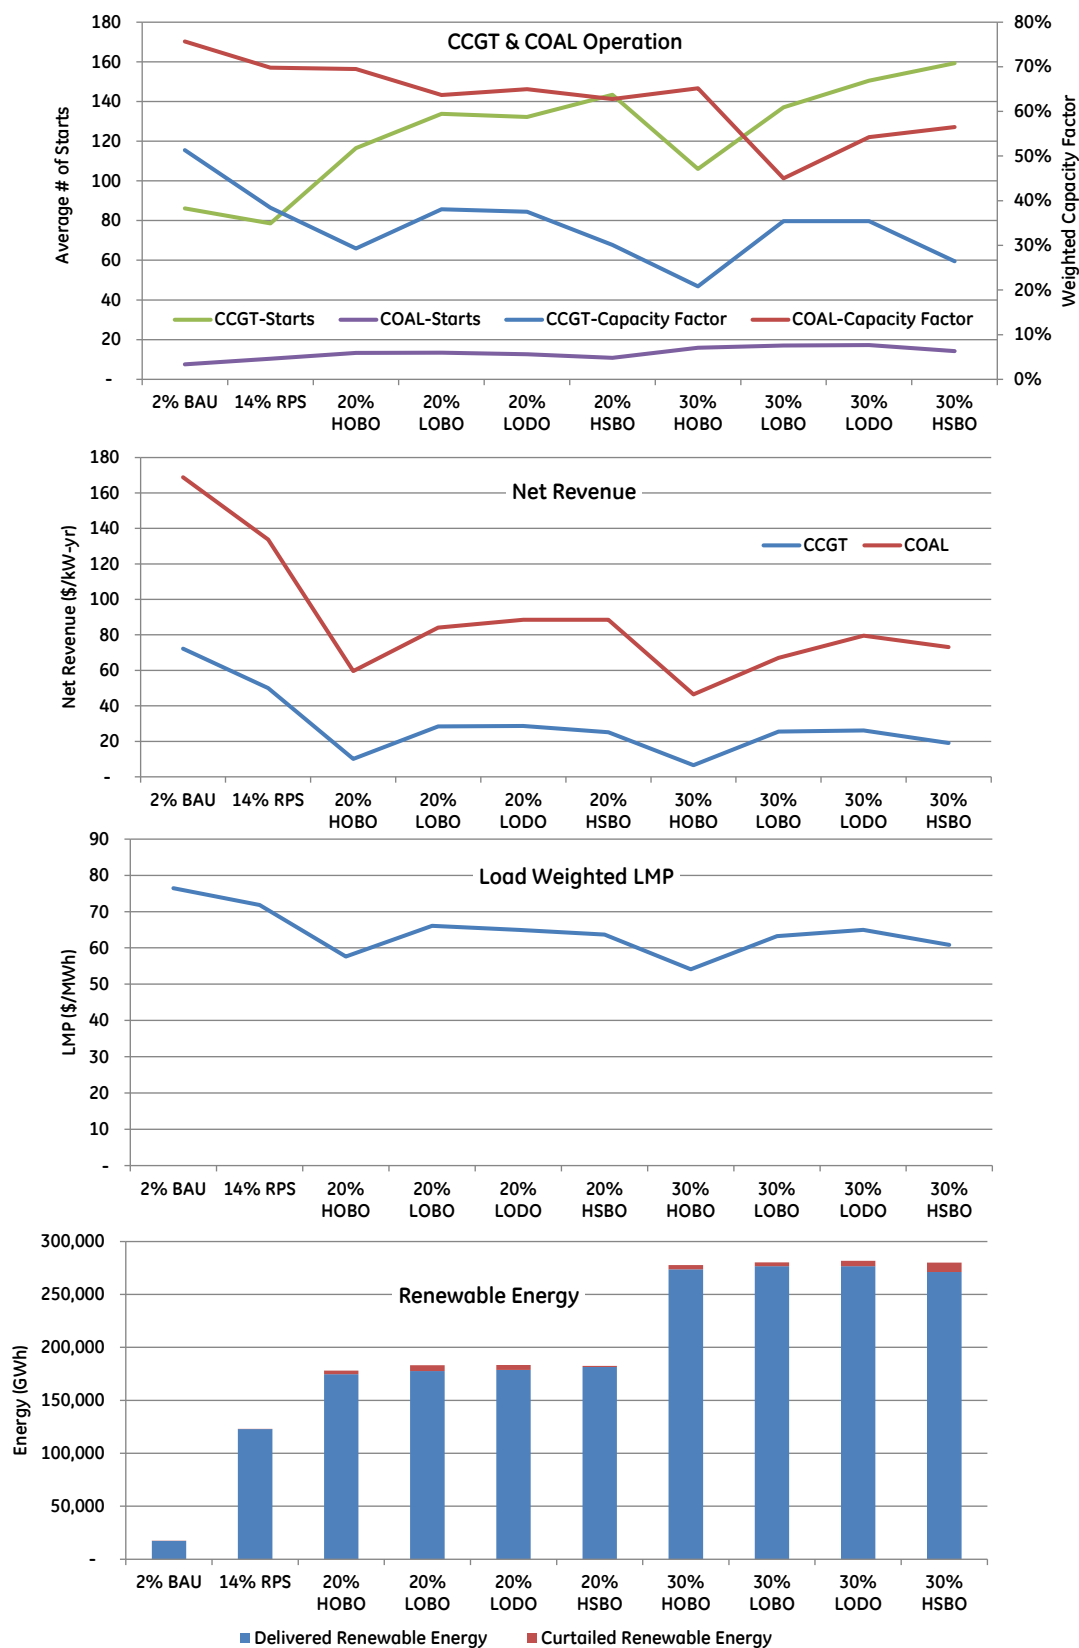 CCGT & COAL Operation
Average # of Starts
Weighted Capacity Factor
180
160
140
120
100
80
60
40
20
-
80%
70%
60%
50%
40%
30%
20%
10%
0%
CCGT-Starts COAL-Starts CCGT-Capacity Factor COAL-Capacity Factor
2% BAU 14% RPS 20% 20% 20% 20% 30% 30% 30% 30%
HOBO LOBO LODO HSBO HOBO LOBO LODO HSBO
Net Revenue
Net Revenue ($/kW-yr)
180
160
140
120
100
80
60
40
20
-
CCGT COAL
2% BAU 14% RPS 20% 20% 20% 20% 30% 30% 30% 30%
HOBO LOBO LODO HSBO HOBO LOBO LODO HSBO
Load Weighted LMP
LMP ($/MWh)
90
80
70
60
50
40
30
20
10
-
2% BAU 14% RPS 20% 20% 20% 20% 30% 30% 30% 30%
HOBO LOBO LODO HSBO HOBO LOBO LODO HSBO
Renewable Energy
Energy (GWh)
300,000
250,000
200,000
150,000
100,000
50,000
-
2% BAU 14% RPS 20% 20% 20% 20% 30% 30% 30% 30%
HOBO LOBO LODO HSBO HOBO LOBO LODO HSBO
Delivered Renewable Energy Curtailed Renewable Energy